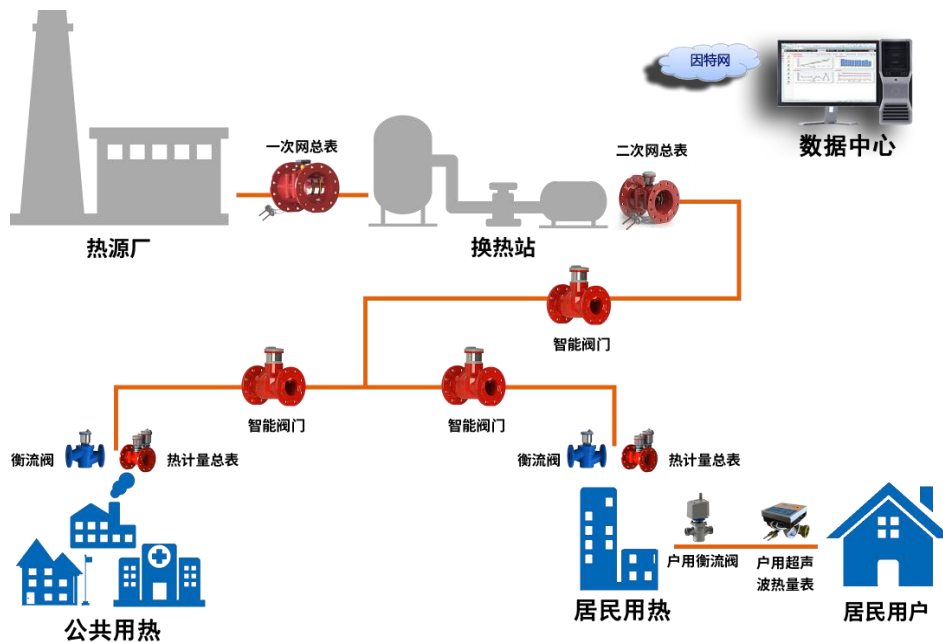 因特网
数据中心
一次网总表
二次网总表
热源厂
换热站
智能阀门
智能阀门
智能阀门
衡流阀
热计量总表
衡流阀
热计量总表
户用衡流阀
户用超声
波热量表
公共用热
居民用热
居民用户